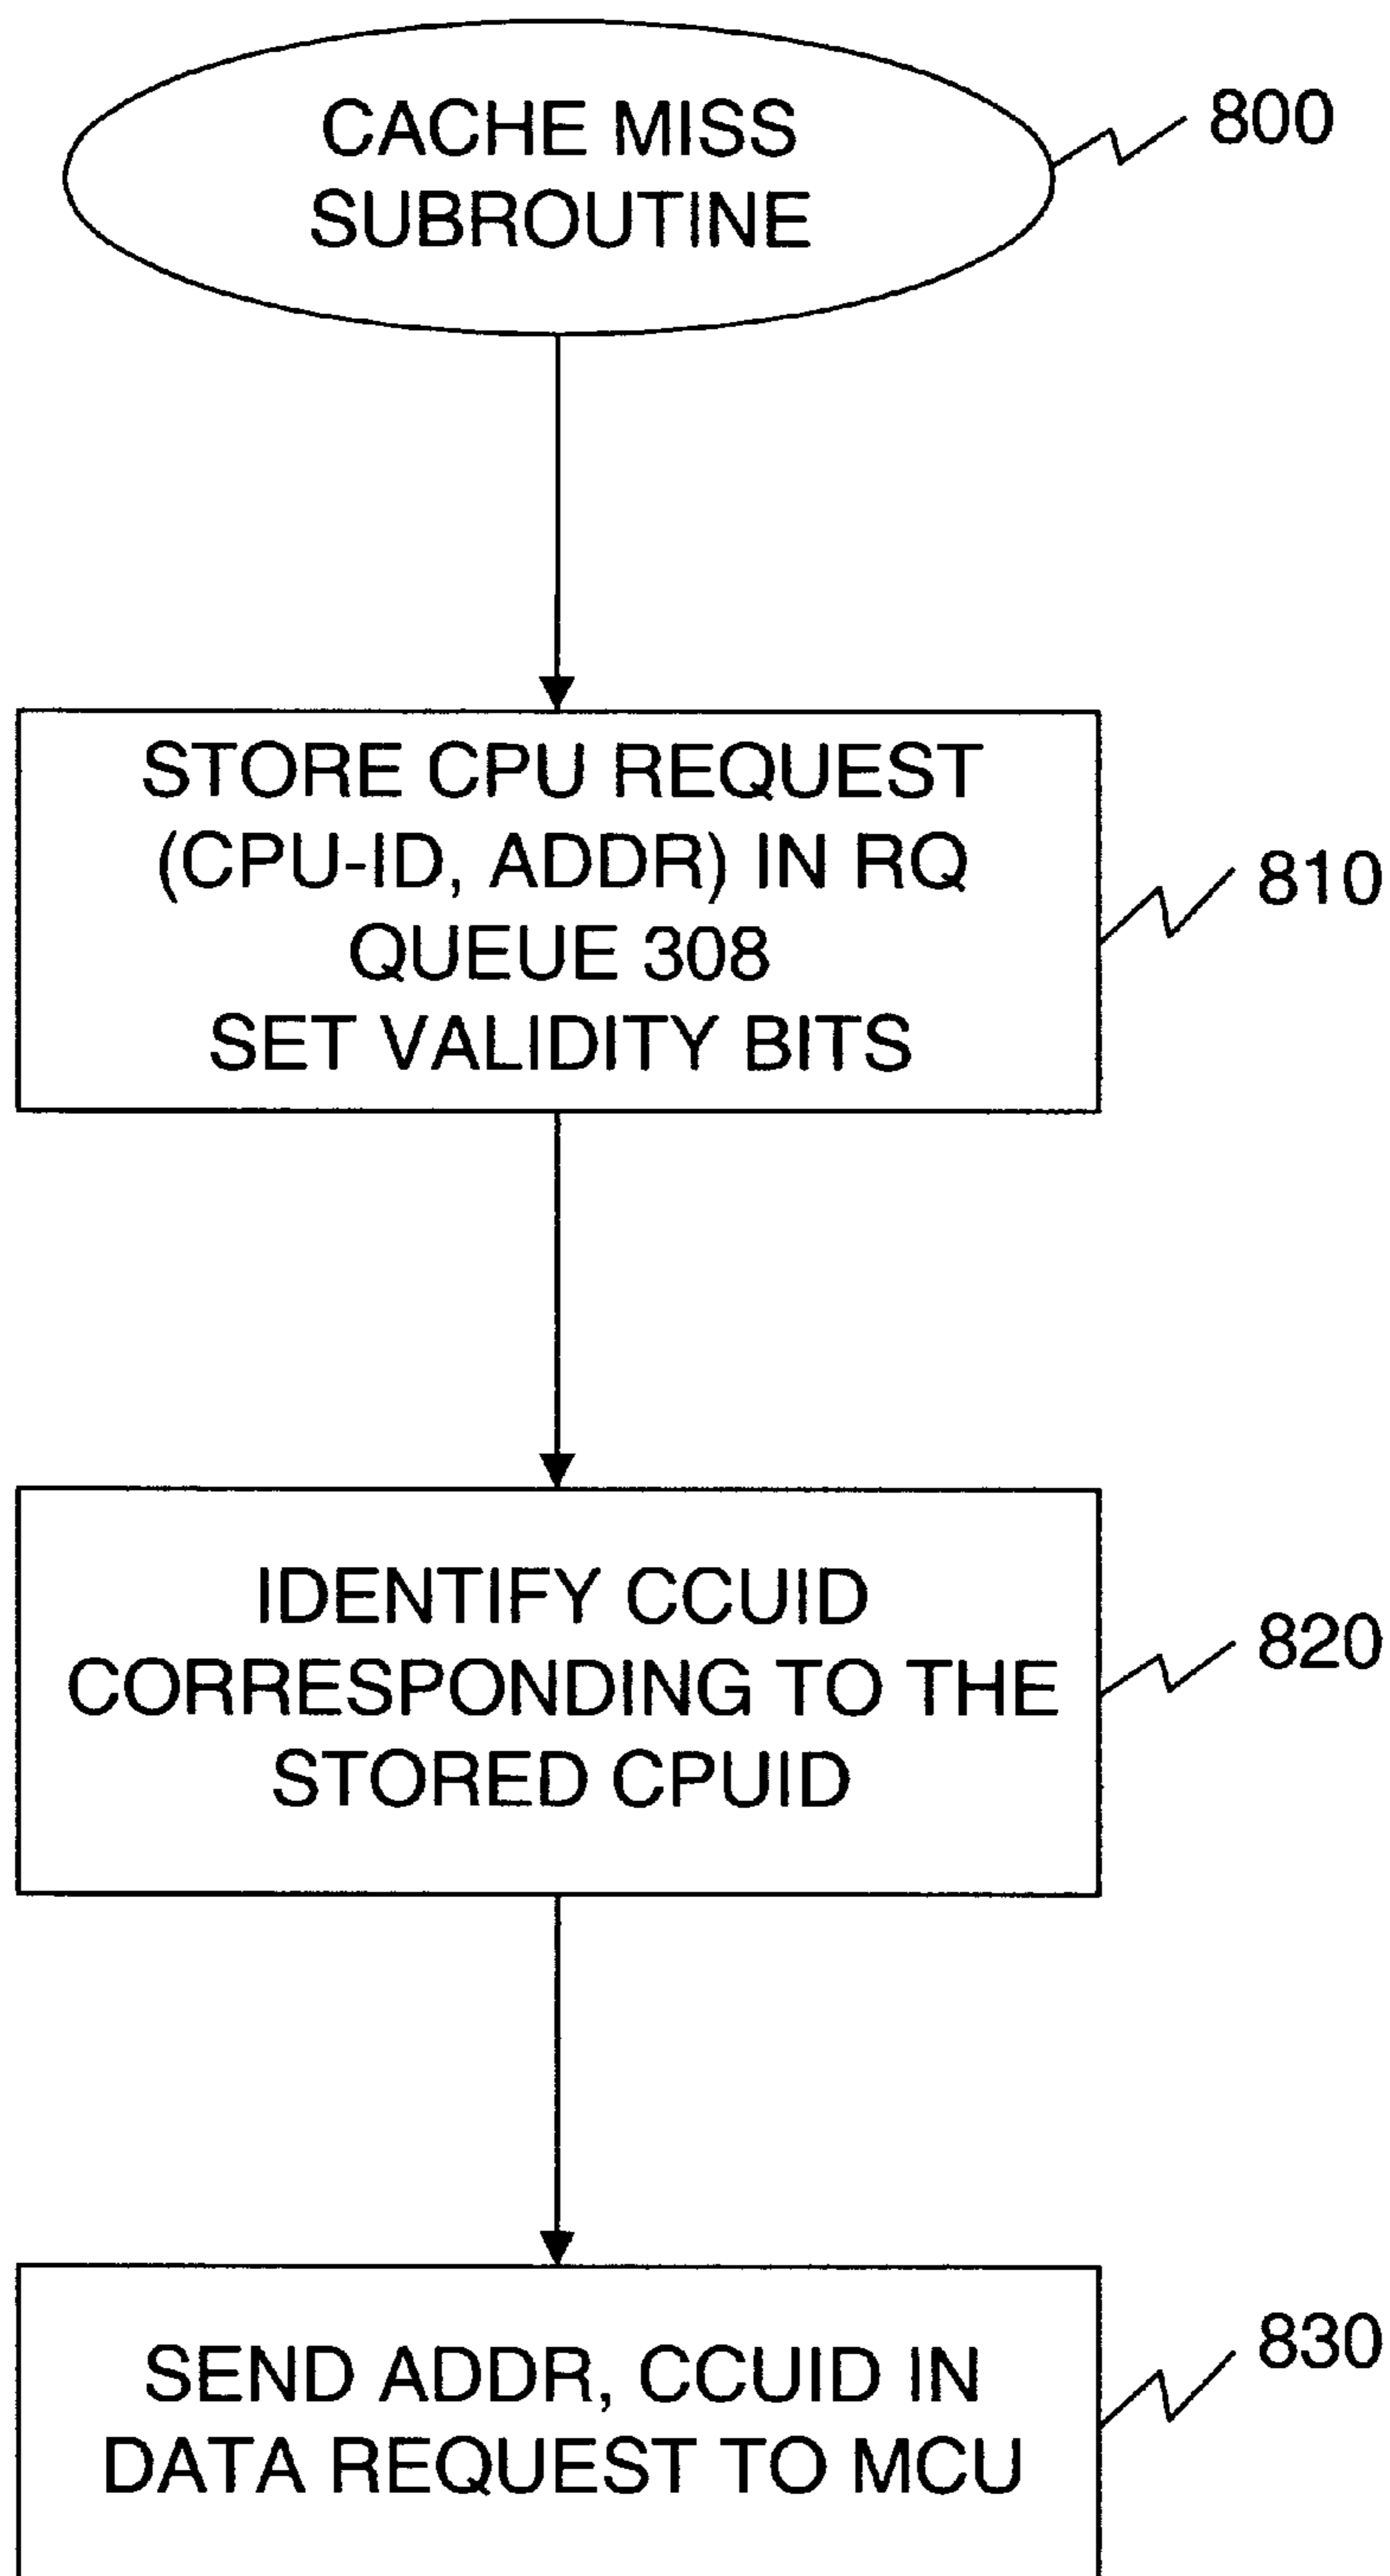 CACHE MISS
SUBROUTINE
800
STORE CPU REQUEST
(CPU-ID, ADDR) IN RQ
QUEUE 308
SET VALIDITY BITS
810
IDENTIFY CCUID
CORRESPONDING TO THE
STORED CPUID
820
SEND ADDR, CCUID IN
DATA REQUEST TO MCU
830